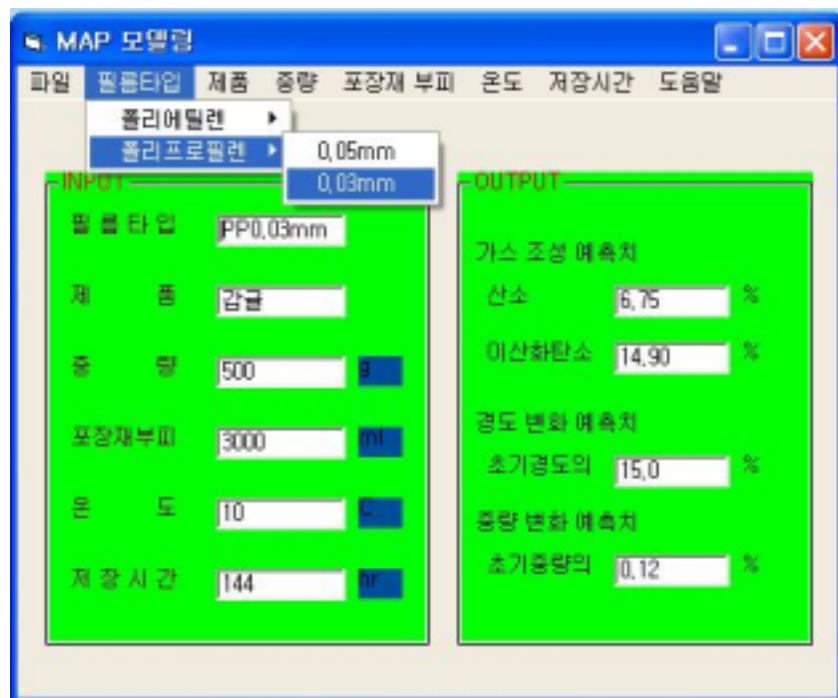 MAP 모델링
파일 필름타입 제품 중량 포장재 부피 온도 저장시간 도움말
폴리에틸렌
폴리프로필렌
0,05mm
0,03mm
INPUT
필름타입 PP0,03mm
제 품 감귤
중 량 500 g
포장재부피 3000 ml
온 도 10 C
저장시간 144 hr
OUTPUT
가스 조성 예측치
산소 6,75 %
이산화탄소 14,90 %
경도 변화 예측치
초기경도의 15,0 %
중량 변화 예측치
초기중량의 0,12 %